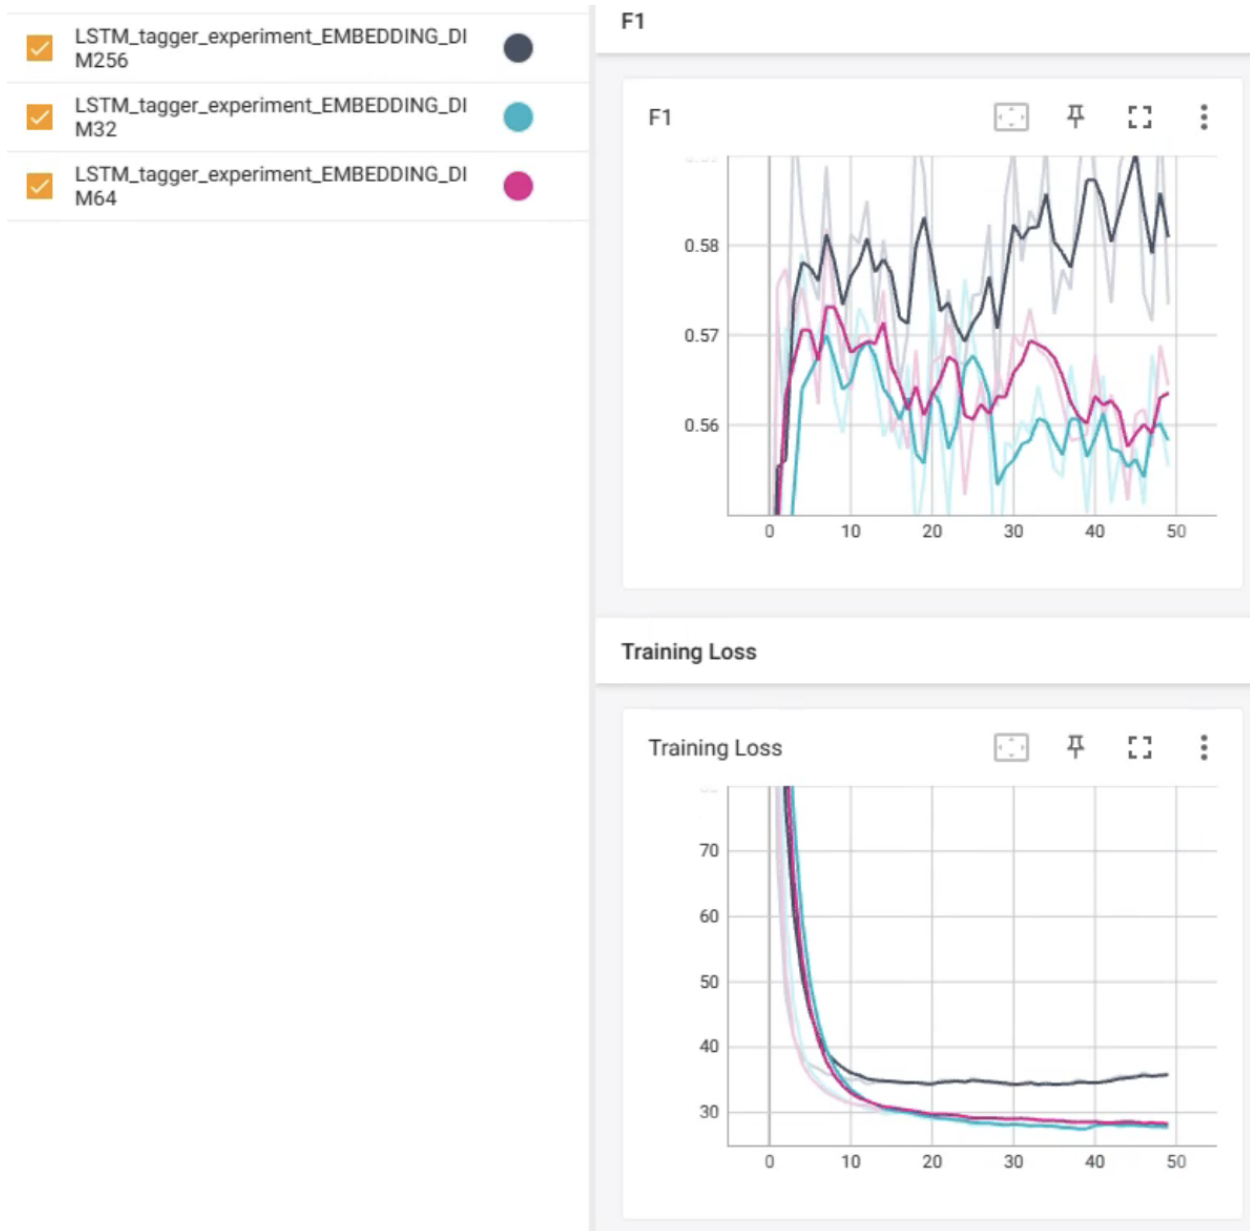 LSTM_tagger_experiment_EMBEDDING_DI
M256
LSTM_tagger_experiment_EMBEDDING_DI
M32
LSTM_tagger_experiment_EMBEDDING_DI
M64
F1
F1
0.58
0.57
0.56
0 10 20 30 40 50
Training Loss
Training Loss
70
60
50
40
30
0 10 20 30 40 50